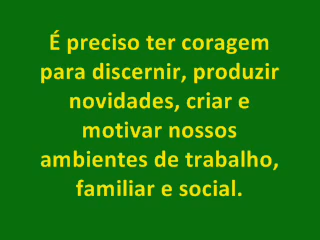 É preciso ter coragem
para discernir, produzir
novidades, criar e
motivar nossos
ambientes de trabalho,
familiar e social.